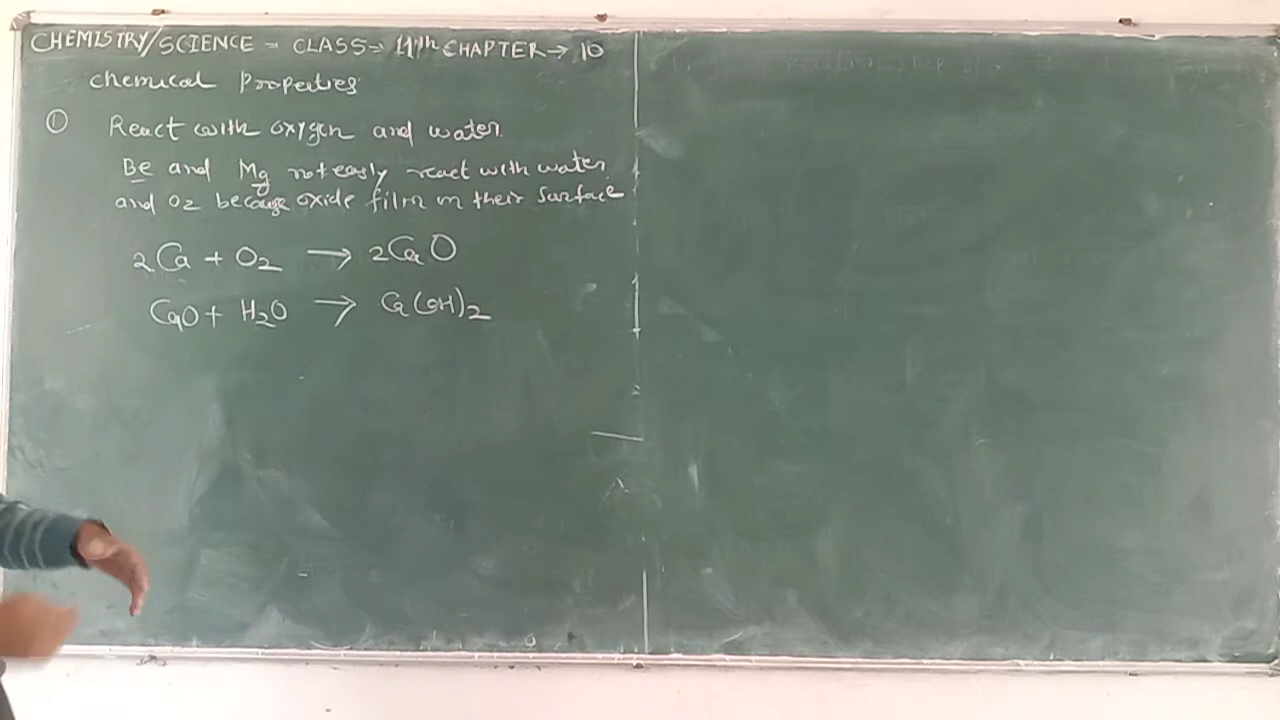 CHEMISTRY/SCIENCE - CLASS → 11th CHAPTER → 10
chemical Properties
① React with oxygen and water.
Be and Mg not easly react with water
and O2 because oxide film on their surface
2Ca + O2 → 2CaO
CaO + H2O → Ca(OH)2